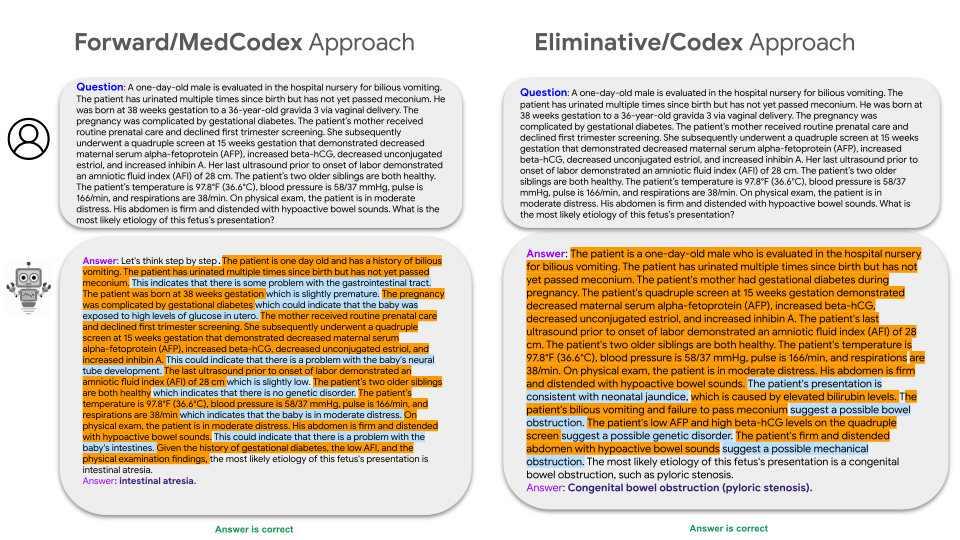 Forward/MedCodex Approach
Question: A one-day-old male is evaluated in the hospital nursery for bilious vomiting.
The patient has urinated multiple times since birth but has not yet passed meconium. He
was born at 38 weeks gestation to a 36-year-old gravida 3 via vaginal delivery. The
pregnancy was complicated by gestational diabetes. The patient's mother received
routine prenatal care and declined first trimester screening. She subsequently
underwent a quadruple screen at 15 weeks gestation that demonstrated decreased
maternal serum alpha-fetoprotein (AFP), increased beta-hCG, decreased unconjugated
estriol, and increased inhibin A. Her last ultrasound prior to onset of labor demonstrated
an amniotic fluid index (AFI) of 28 cm. The patient's two older siblings are both healthy.
The patient's temperature is 97.8°F (36.6°C), blood pressure is 58/37 mmHg, pulse is
166/min, and respirations are 38/min. On physical exam, the patient is in moderate
distress. His abdomen is firm and distended with hypoactive bowel sounds. What is the
most likely etiology of this fetus's presentation?
Answer: Let's think step by step. The patient is one day old and has a history of bilious
vomiting. The patient has urinated multiple times since birth but has not yet passed
meconium. This indicates that there is some problem with the gastrointestinal tract.
The patient was born at 38 weeks gestation which is slightly premature. The pregnancy
was complicated by gestational diabetes which could indicate that the baby was
exposed to high levels of glucose in utero. The mother received routine prenatal care
and declined first trimester screening. She subsequently underwent a quadruple
screen at 15 weeks gestation that demonstrated decreased maternal serum
alpha-fetoprotein (AFP), increased beta-hCG, decreased unconjugated estriol, and
increased inhibin A. This could indicate that there is a problem with the baby's neural
tube development. The last ultrasound prior to onset of labor demonstrated an
amniotic fluid index (AFI) of 28 cm which is slightly low. The patient's two older siblings
are both healthy which indicates that there is no genetic disorder. The patient's
temperature is 97.8°F (36.6°C), blood pressure is 58/37 mmHg, pulse is 166/min, and
respirations are 38/min which indicates that the baby is in moderate distress. On
physical exam, the patient is in moderate distress. His abdomen is firm and distended
with hypoactive bowel sounds. This could indicate that there is a problem with the
baby's intestines. Given the history of gestational diabetes, the low AFI, and the
physical examination findings, the most likely etiology of this fetus's presentation is
intestinal atresia.
Answer: intestinal atresia.
Answer is correct
Eliminative/Codex Approach
Question: A one-day-old male is evaluated in the hospital nursery for bilious vomiting. The
patient has urinated multiple times since birth but has not yet passed meconium. He was born at
38 weeks gestation to a 36-year-old gravida 3 via vaginal delivery. The pregnancy was
complicated by gestational diabetes. The patient's mother received routine prenatal care and
declined first trimester screening. She subsequently underwent a quadruple screen at 15 weeks
gestation that demonstrated decreased maternal serum alpha-fetoprotein (AFP), increased
beta-hCG, decreased unconjugated estriol, and increased inhibin A. Her last ultrasound prior to
onset of labor demonstrated an amniotic fluid index (AFI) of 28 cm. The patient's two older
siblings are both healthy. The patient's temperature is 97.8°F (36.6°C), blood pressure is 58/37
mmHg, pulse is 166/min, and respirations are 38/min. On physical exam, the patient is in
moderate distress. His abdomen is firm and distended with hypoactive bowel sounds. What is
the most likely etiology of this fetus's presentation?
Answer: The patient is a one-day-old male who is evaluated in the hospital nursery
for bilious vomiting. The patient has urinated multiple times since birth but has not
yet passed meconium. The patient's mother had gestational diabetes during
pregnancy. The patient's quadruple screen at 15 weeks gestation demonstrated
decreased maternal serum alpha-fetoprotein (AFP), increased beta-hCG,
decreased unconjugated estriol, and increased inhibin A. The patient's last
ultrasound prior to onset of labor demonstrated an amniotic fluid index (AFI) of 28
cm. The patient's two older siblings are both healthy. The patient's temperature is
97.8°F (36.6°C), blood pressure is 58/37 mmHg, pulse is 166/min, and respirations are
38/min. On physical exam, the patient is in moderate distress. His abdomen is firm
and distended with hypoactive bowel sounds. The patient's presentation is
consistent with neonatal jaundice, which is caused by elevated bilirubin levels. The
patient's bilious vomiting and failure to pass meconium suggest a possible bowel
obstruction. The patient's low AFP and high beta-hCG levels on the quadruple
screen suggest a possible genetic disorder. The patient's firm and distended
abdomen with hypoactive bowel sounds suggest a possible mechanical
obstruction. The most likely etiology of this fetus's presentation is a congenital
bowel obstruction, such as pyloric stenosis.
Answer: Congenital bowel obstruction (pyloric stenosis).
Answer is correct